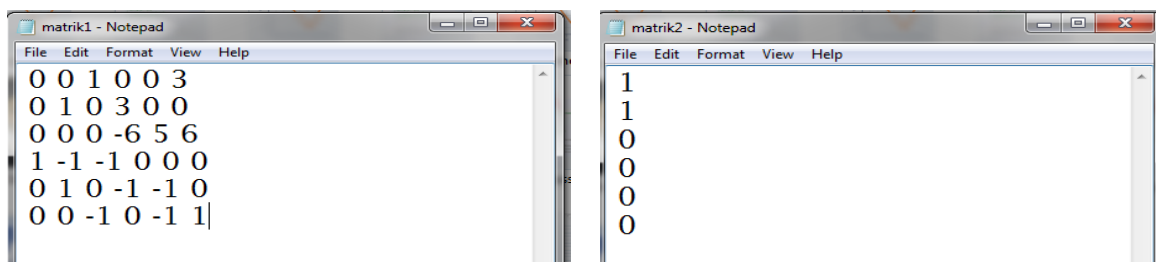 matrik1 - Notepad
File Edit Format View Help
0 0 1 0 0 3
0 1 0 3 0 0
0 0 0 -6 5 6
1 -1 -1 0 0 0
0 1 0 -1 -1 0
0 0 -1 0 -1 1
matrik2 - Notepad
File Edit Format View Help
1
1
0
0
0
0